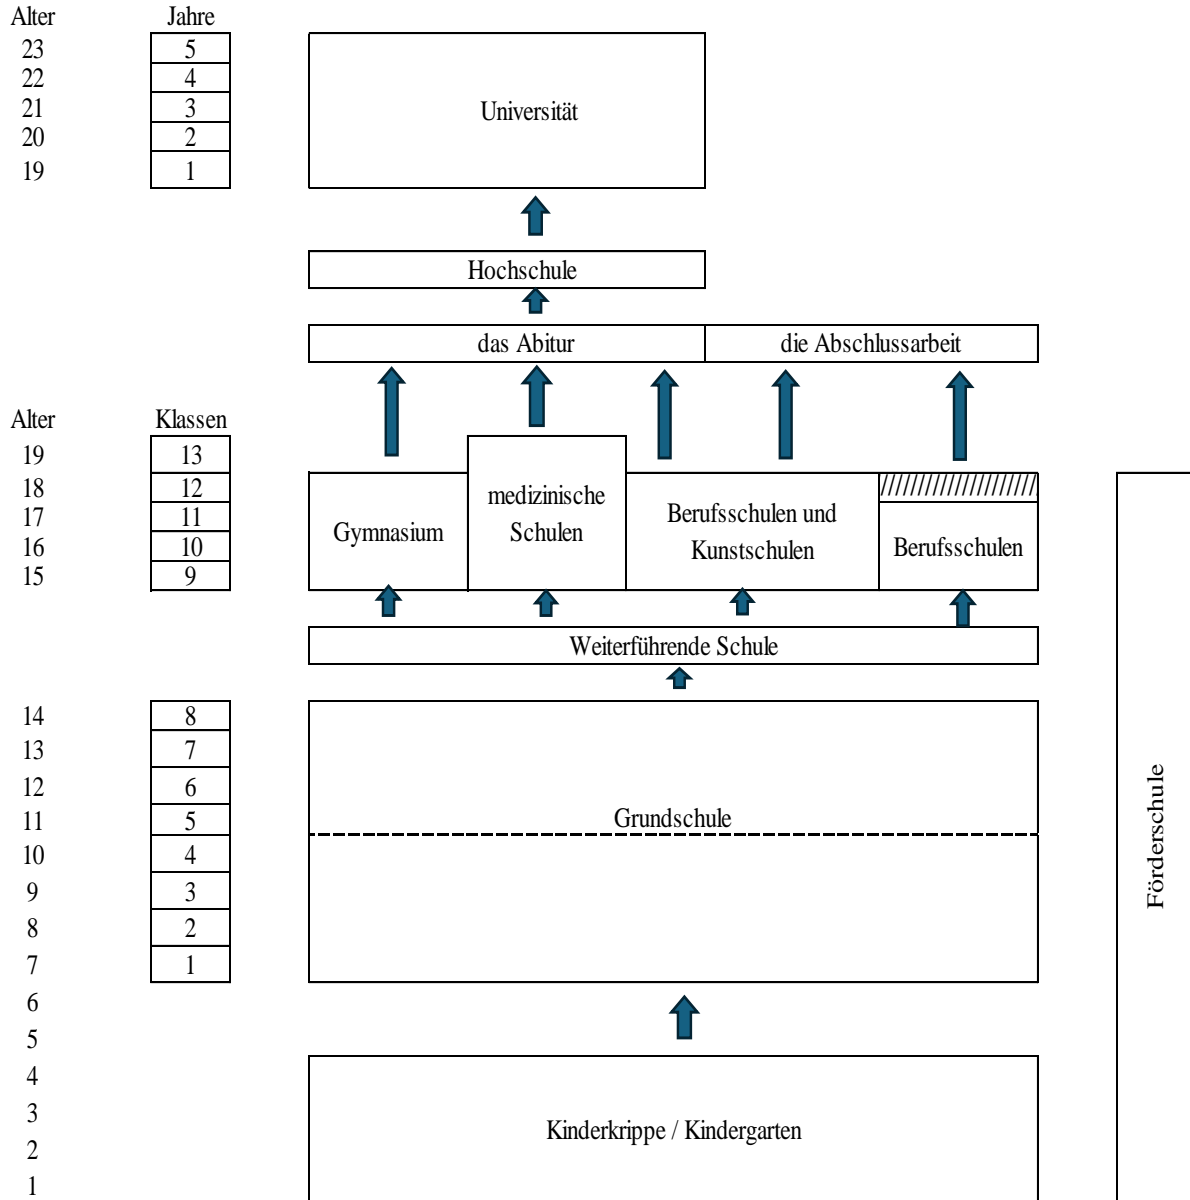 Alter Jahre
23 5
22 4
21 3
20 2
19 1
Universität
Hochschule
das Abitur die Abschlussarbeit
Alter Klassen
19 13
18 12
17 11
16 10
15 9
Gymnasium
medizinische
Schulen
Berufsschulen und
Kunstschulen
Berufsschulen
Weiterführende Schule
14 8
13 7
12 6
11 5
10 4
9 3
8 2
7 1
6
5
4
3
2
1
Grundschule
Kinderkrippe / Kindergarten
Förderschule